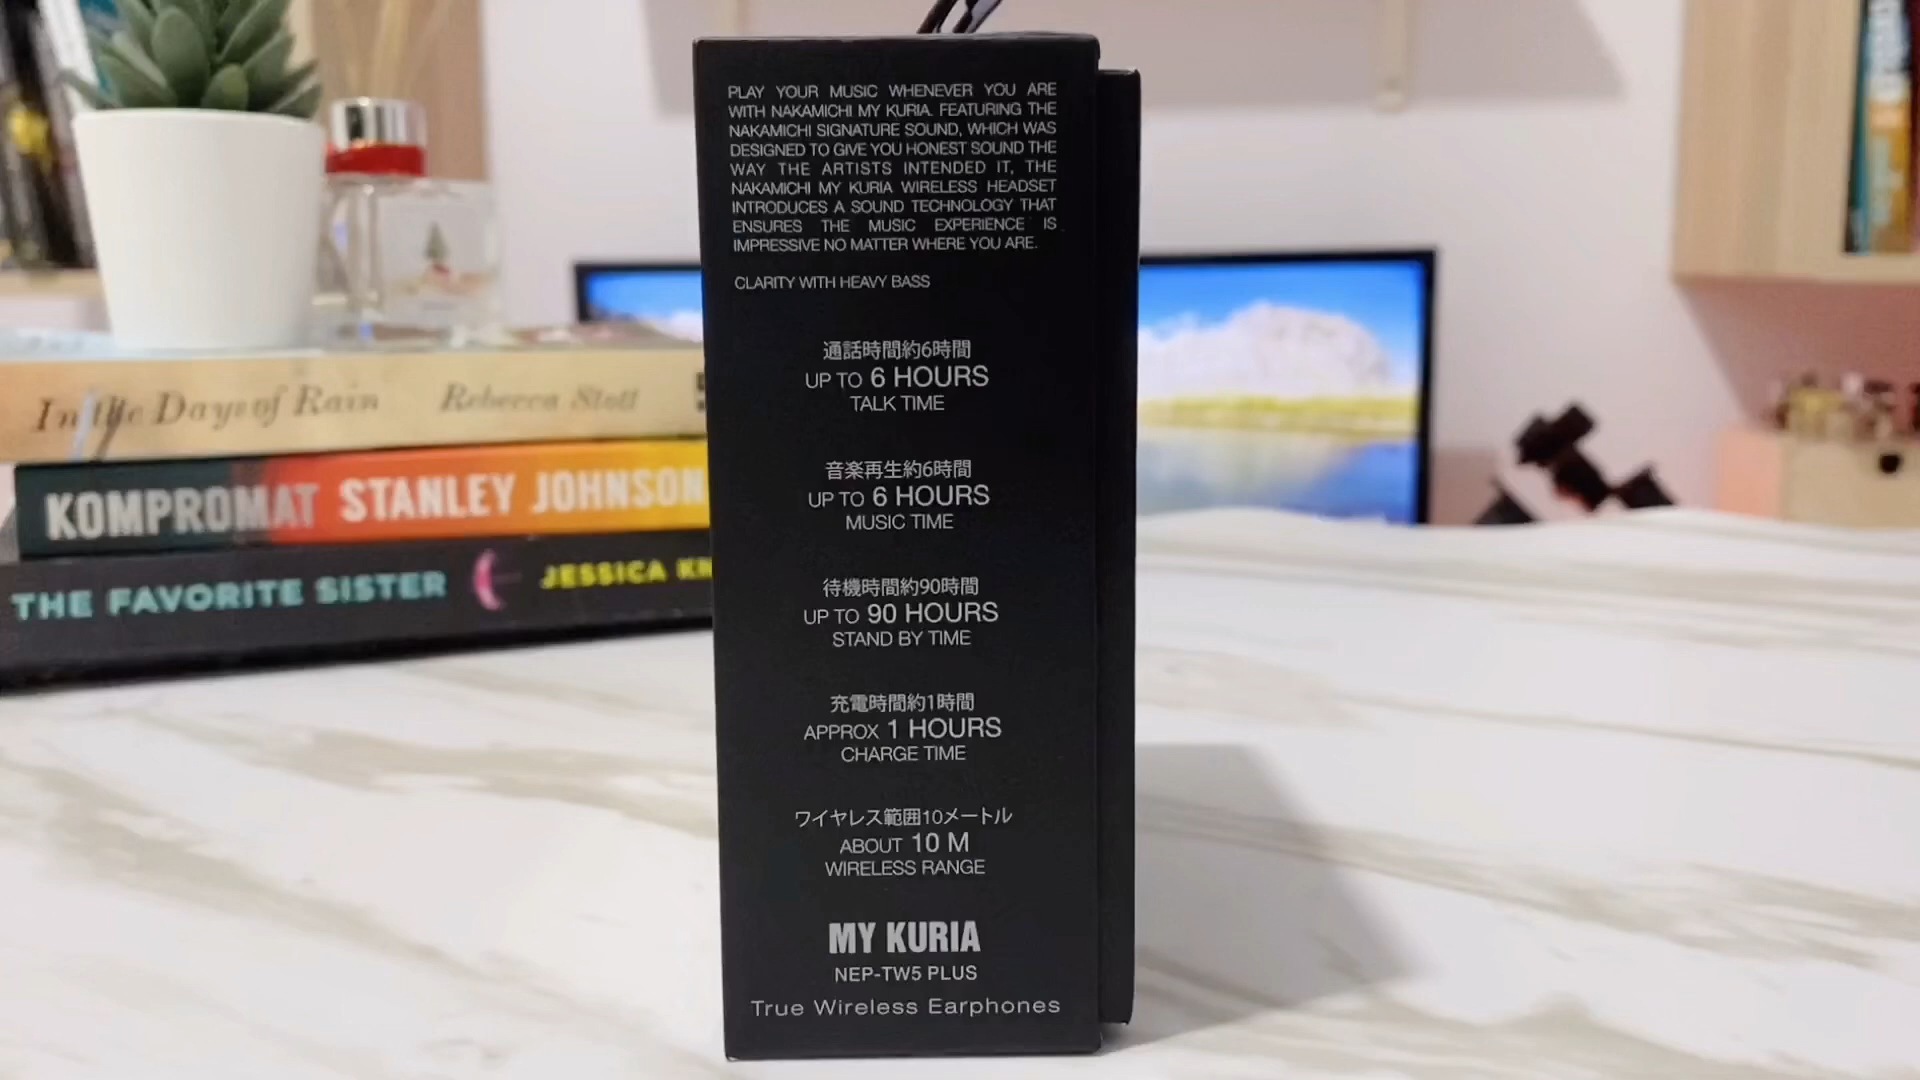 PLAY YOUR MUSIC WHENEVER YOU ARE
WITH NAKAMICHI MY KURIA. FEATURING THE
NAKAMICHI SIGNATURE SOUND, WHICH WAS
DESIGNED TO GIVE YOU HONEST SOUND THE
WAY THE ARTISTS INTENDED IT, THE
NAKAMICHI MY KURIA WIRELESS HEADSET
INTRODUCES A SOUND TECHNOLOGY THAT
ENSURES THE MUSIC EXPERIENCE IS
IMPRESSIVE NO MATTER WHERE YOU ARE.
CLARITY WITH HEAVY BASS
通話時間約6時間
UP TO 6 HOURS
TALK TIME
音楽再生約6時間
UP TO 6 HOURS
MUSIC TIME
待機時間約90時間
UP TO 90 HOURS
STAND BY TIME
充電時間約1時間
APPROX 1 HOURS
CHARGE TIME
ワイヤレス範囲10メートル
ABOUT 10 M
WIRELESS RANGE
MY KURIA
NEP-TW5 PLUS
True Wireless Earphones
In the Days of Rain Rebecca Stott
KOMPROMAT STANLEY JOHNSON
THE FAVORITE SISTER JESSICA